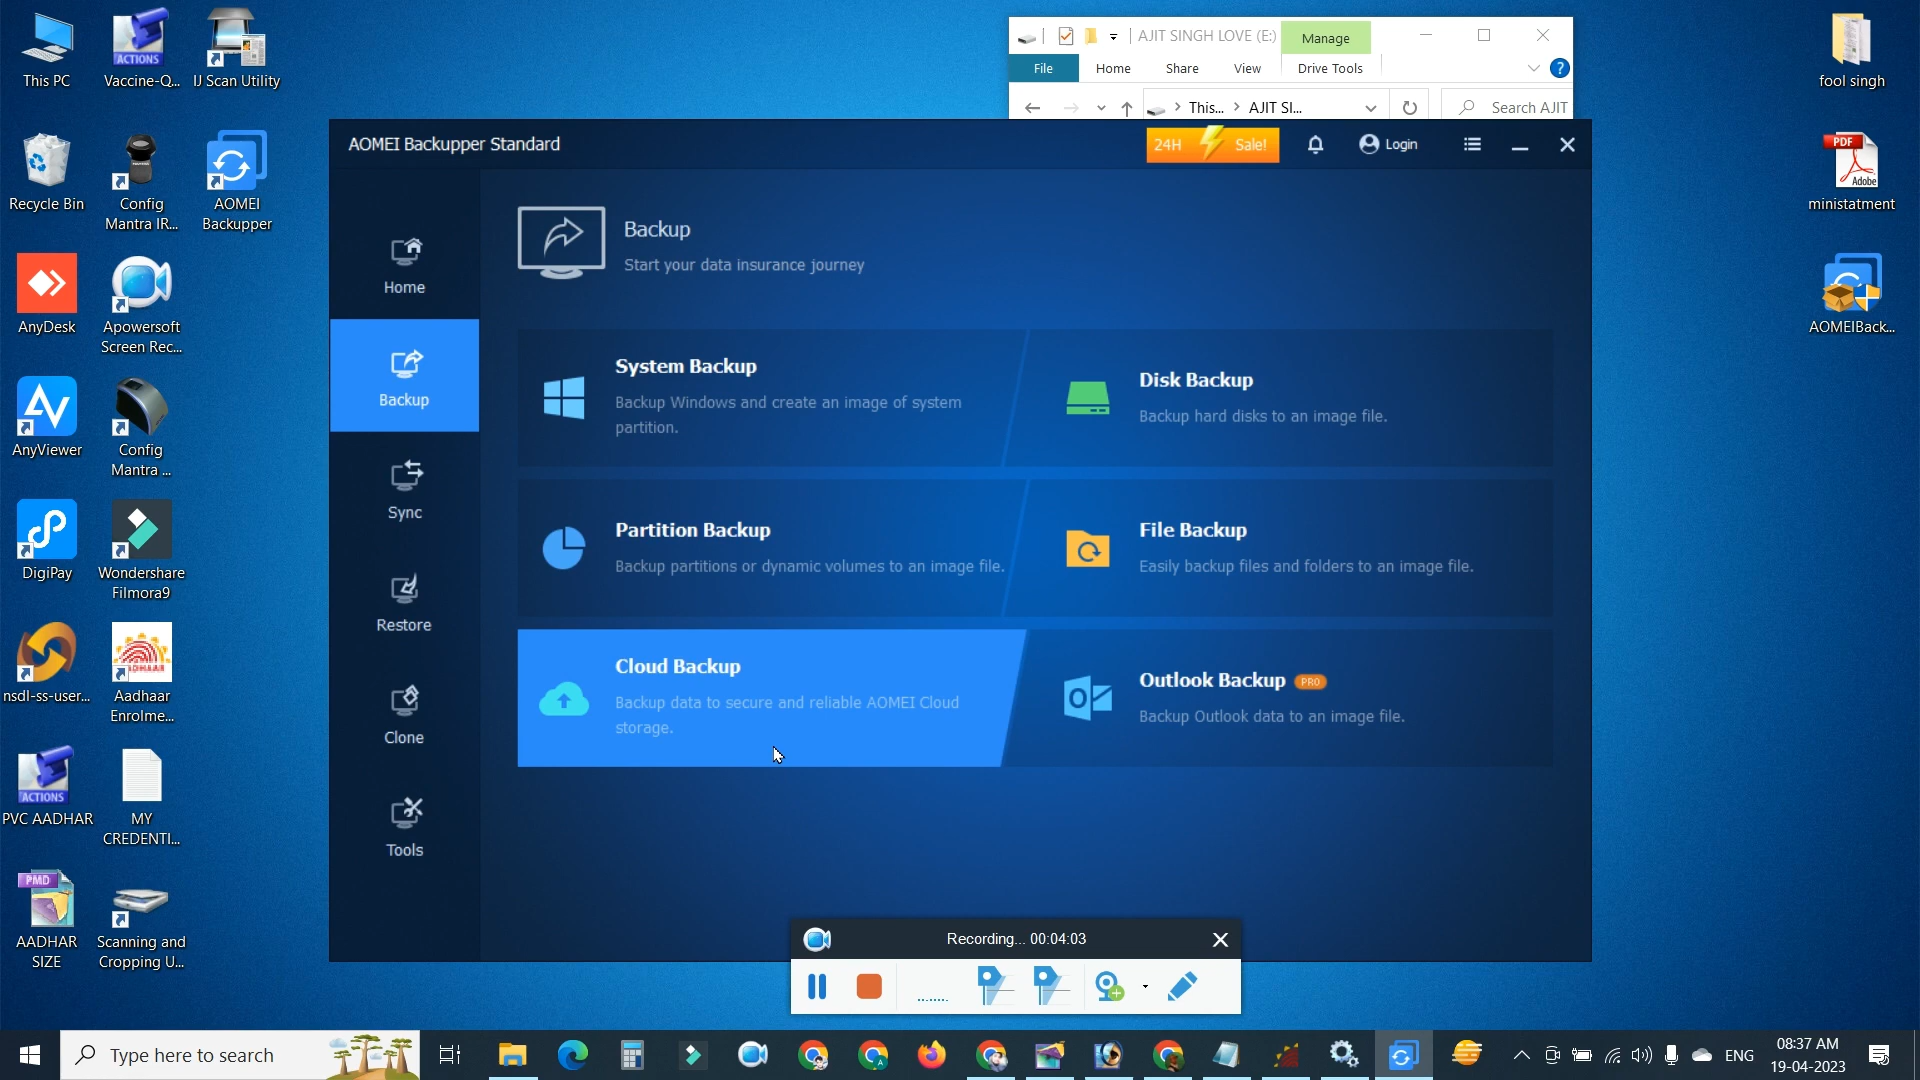 This PC
Vaccine-Q...
IJ Scan Utility
ACTIONS
Recycle Bin
Config
Mantra IR...
AOMEI
Backupper
AnyDesk
Apowersoft
Screen Rec...
AnyViewer
Config
Mantra ...
DigiPay
Wondershare
Filmora9
nsdl-ss-user...
Aadhaar
Enrolme...
ACTIONS
PVC AADHAR
MY
CREDENTI...
PMD
AADHAR
SIZE
Scanning and
Cropping U...
AJIT SINGH LOVE (E:)
Manage
File
Home
Share
View
Drive Tools
?
This...
AJIT SI...
Search AJIT
AOMEI Backupper Standard
24H
Sale!
Login
Home
Backup
Sync
Restore
Clone
Tools
Backup
Start your data insurance journey
System Backup
Backup Windows and create an image of system
partition.
Disk Backup
Backup hard disks to an image file.
Partition Backup
Backup partitions or dynamic volumes to an image file.
File Backup
Easily backup files and folders to an image file.
Cloud Backup
Backup data to secure and reliable AOMEI Cloud
storage.
Outlook Backup PRO
Backup Outlook data to an image file.
Recording... 00:04:03
fool singh
PDF
Adobe
ministatment
AOMEIBack...
Type here to search
ENG
08:37 AM
19-04-2023